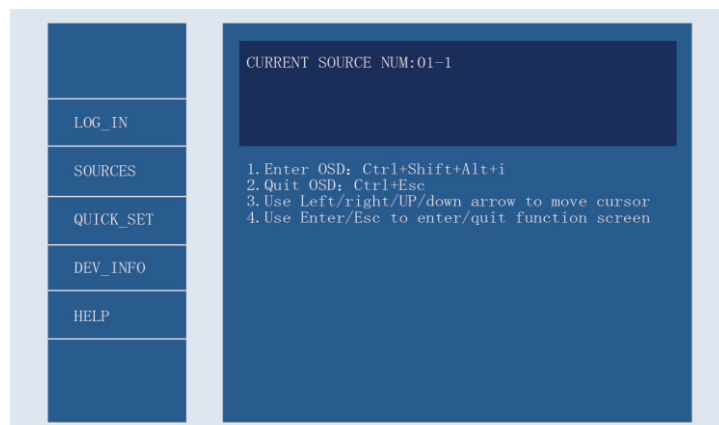 LOG_IN
SOURCES
QUICK_SET
DEV_INFO
HELP
CURRENT SOURCE NUM:01-1
1.Enter OSD: Ctrl+Shift+Alt+i
2.Quit OSD: Ctrl+Esc
3.Use Left/right/UP/down arrow to move cursor
4.Use Enter/Esc to enter/quit function screen